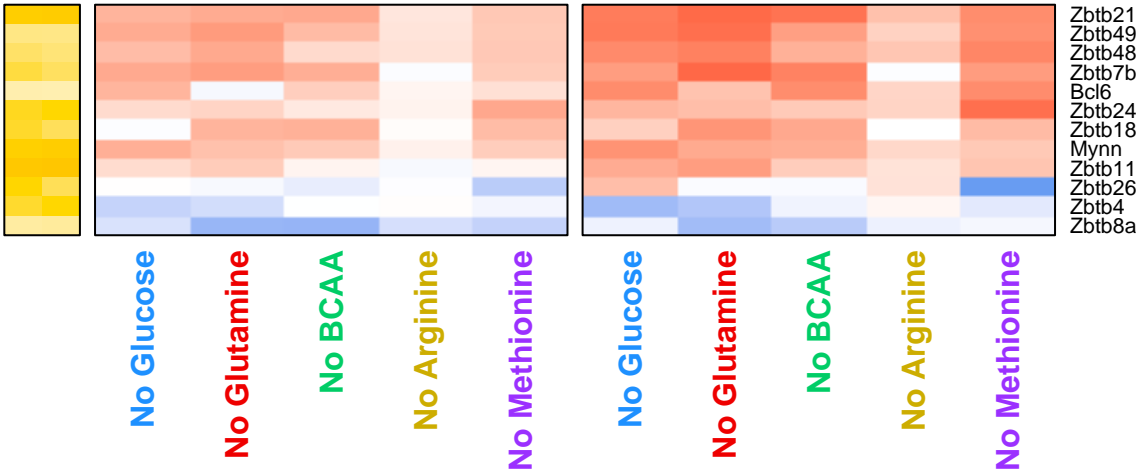 Zbtb21
Zbtb49
Zbtb48
Zbtb7b
Bcl6
Zbtb24
Zbtb18
Mynn
Zbtb11
Zbtb26
Zbtb4
Zbtb8a
No Glucose
No Glutamine
No BCAA
No Arginine
No Methionine
No Glucose
No Glutamine
No BCAA
No Arginine
No Methionine